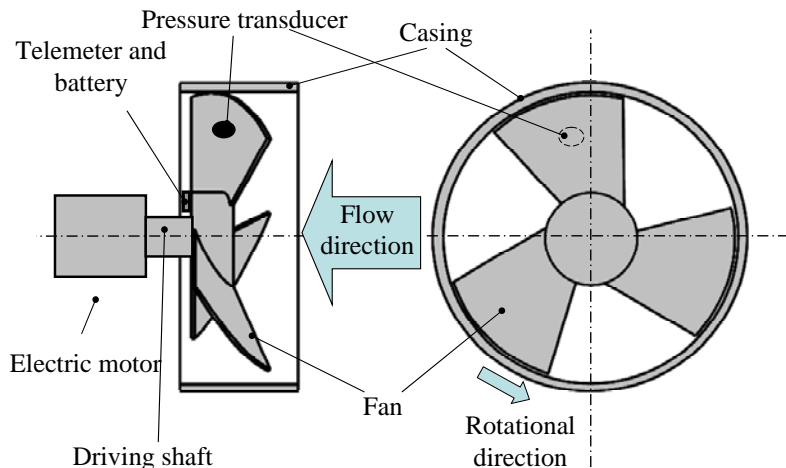 Pressure transducer
Telemeter and
battery
Casing
Flow
direction
Electric motor
Fan
Rotational
direction
Driving shaft